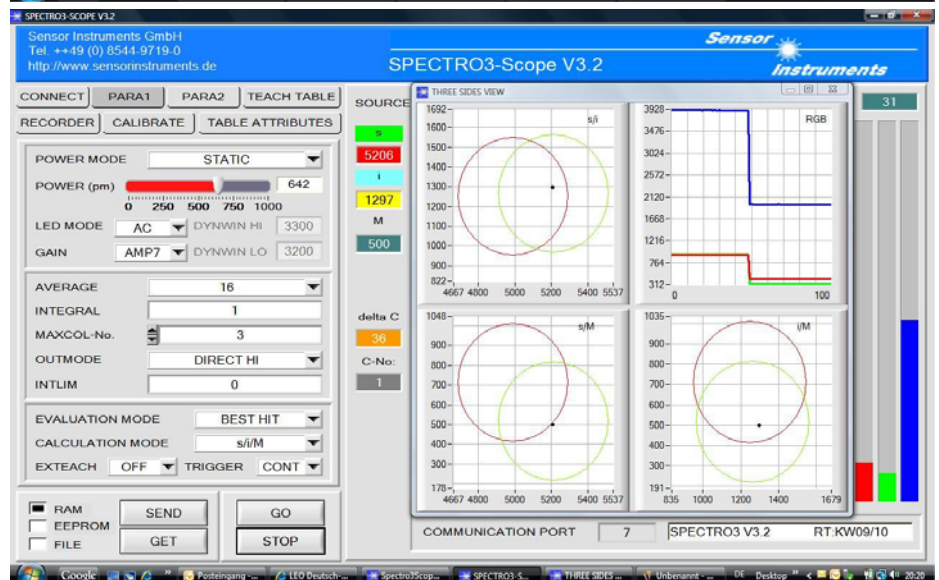 SPECTRO3-SCOPE V3.2
Sensor Instruments GmbH
Tel. ++49 (0) 8544-9719-0
http://www.sensorinstruments.de
SPECTRO3-Scope V3.2
Sensor
Instruments
CONNECT PARA1 PARA2 TEACH TABLE
RECORDER CALIBRATE TABLE ATTRIBUTES
POWER MODE STATIC
POWER (pm) 642
0 250 500 750 1000
LED MODE AC DYNWIN HI 3300
GAIN AMP7 DYNWIN LO 3200
AVERAGE 16
INTEGRAL 1
MAXCOL-No. 3
OUTMODE DIRECT HI
INTLIM 0
EVALUATION MODE BEST HIT
CALCULATION MODE s/i/M
EXTEACH OFF TRIGGER CONT
RAM
EEPROM
FILE
SEND GO
GET STOP
SOURCE
s
5206
i
1297
M
500
delta C
36
C-No:
1
THREE SIDES VIEW
s/i
1692
1600
1500
1400
1300
1200
1100
1000
900
822
4667 4800 5000 5200 5400 5537
RGB
3928
3476
3024
2572
2120
1668
1216
764
312
0 100
s/M
1048
900
800
700
600
500
400
300
178
4667 4800 5000 5200 5400 5537
i/M
1035
900
800
700
600
500
400
300
191
835 1000 1200 1400 1679
31
COMMUNICATION PORT 7 SPECTRO3 V3.2 RT:KW09/10
Google Posteingang -... LEO Deutsch-... Spectro3Scop... SPECTRO3-S... THREE SIDES ... Unbenannt - ... DE Desktop 20:20